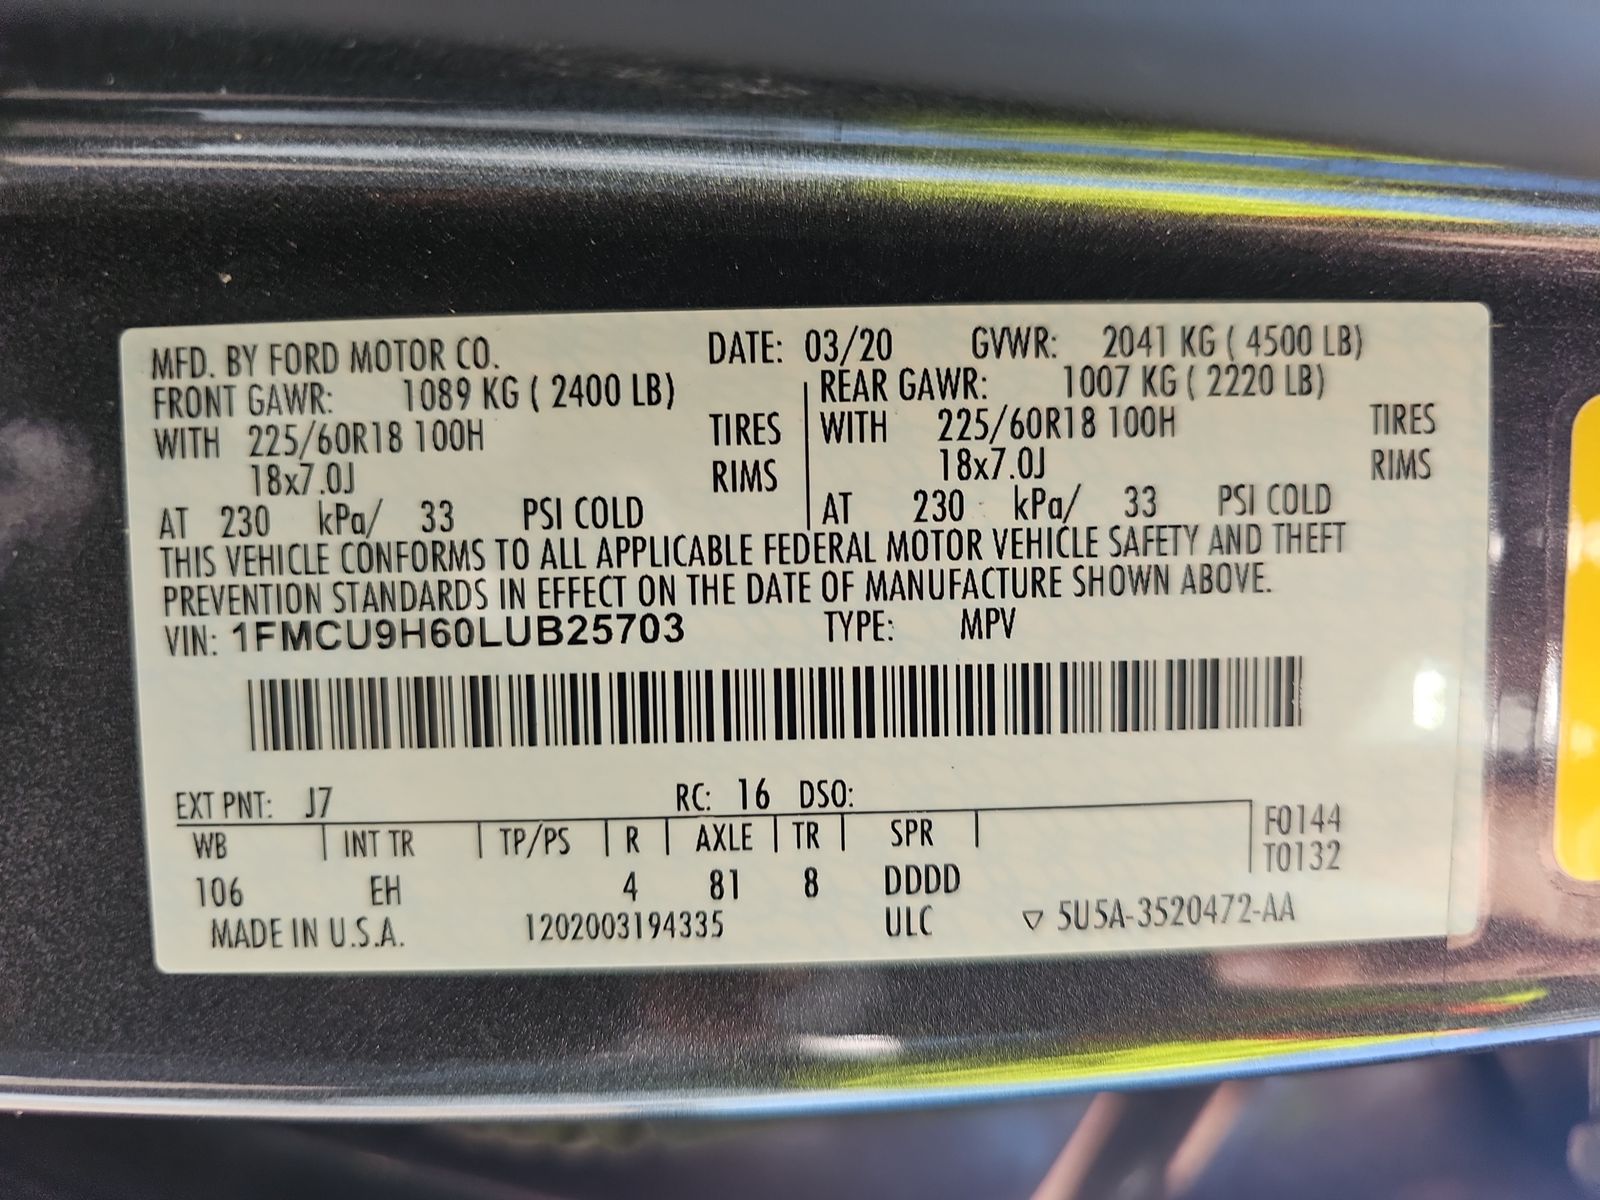 MFD. BY FORD MOTOR CO. DATE: 03/20 GVWR: 2041 KG ( 4500 LB)
FRONT GAWR: 1089 KG ( 2400 LB) REAR GAWR: 1007 KG ( 2220 LB)
WITH 225/60R18 100H TIRES WITH 225/60R18 100H TIRES
18x7.0J RIMS 18x7.0J RIMS
AT 230 kPa/ 33 PSI COLD AT 230 kPa/ 33 PSI COLD
THIS VEHICLE CONFORMS TO ALL APPLICABLE FEDERAL MOTOR VEHICLE SAFETY AND THEFT
PREVENTION STANDARDS IN EFFECT ON THE DATE OF MANUFACTURE SHOWN ABOVE.
VIN: 1FMCU9H60LUB25703 TYPE: MPV
EXT PNT: J7 RC: 16 DSO:
WB INT TR TP/PS R AXLE TR SPR F0144
T0132
106 EH 4 81 8 DDDD
MADE IN U.S.A. 1202003194335 ULC ▽ 5U5A-3520472-AA